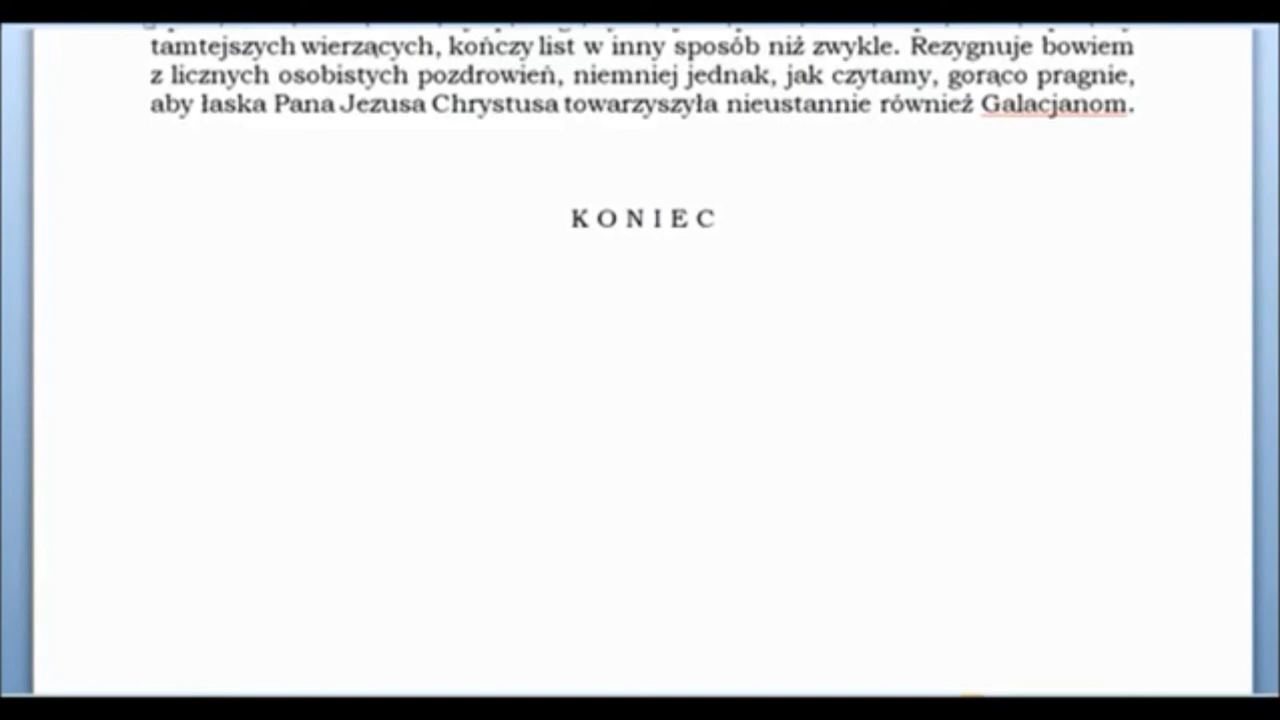 tamtejszych wierzących, kończy list w inny sposób niż zwykle. Rezygnuje bowiem
z licznych osobistych pozdrowień, niemniej jednak, jak czytamy, gorąco pragnie,
aby łaska Pana Jezusa Chrystusa towarzyszyła nieustannie również Galacjanom.
K O N I E C